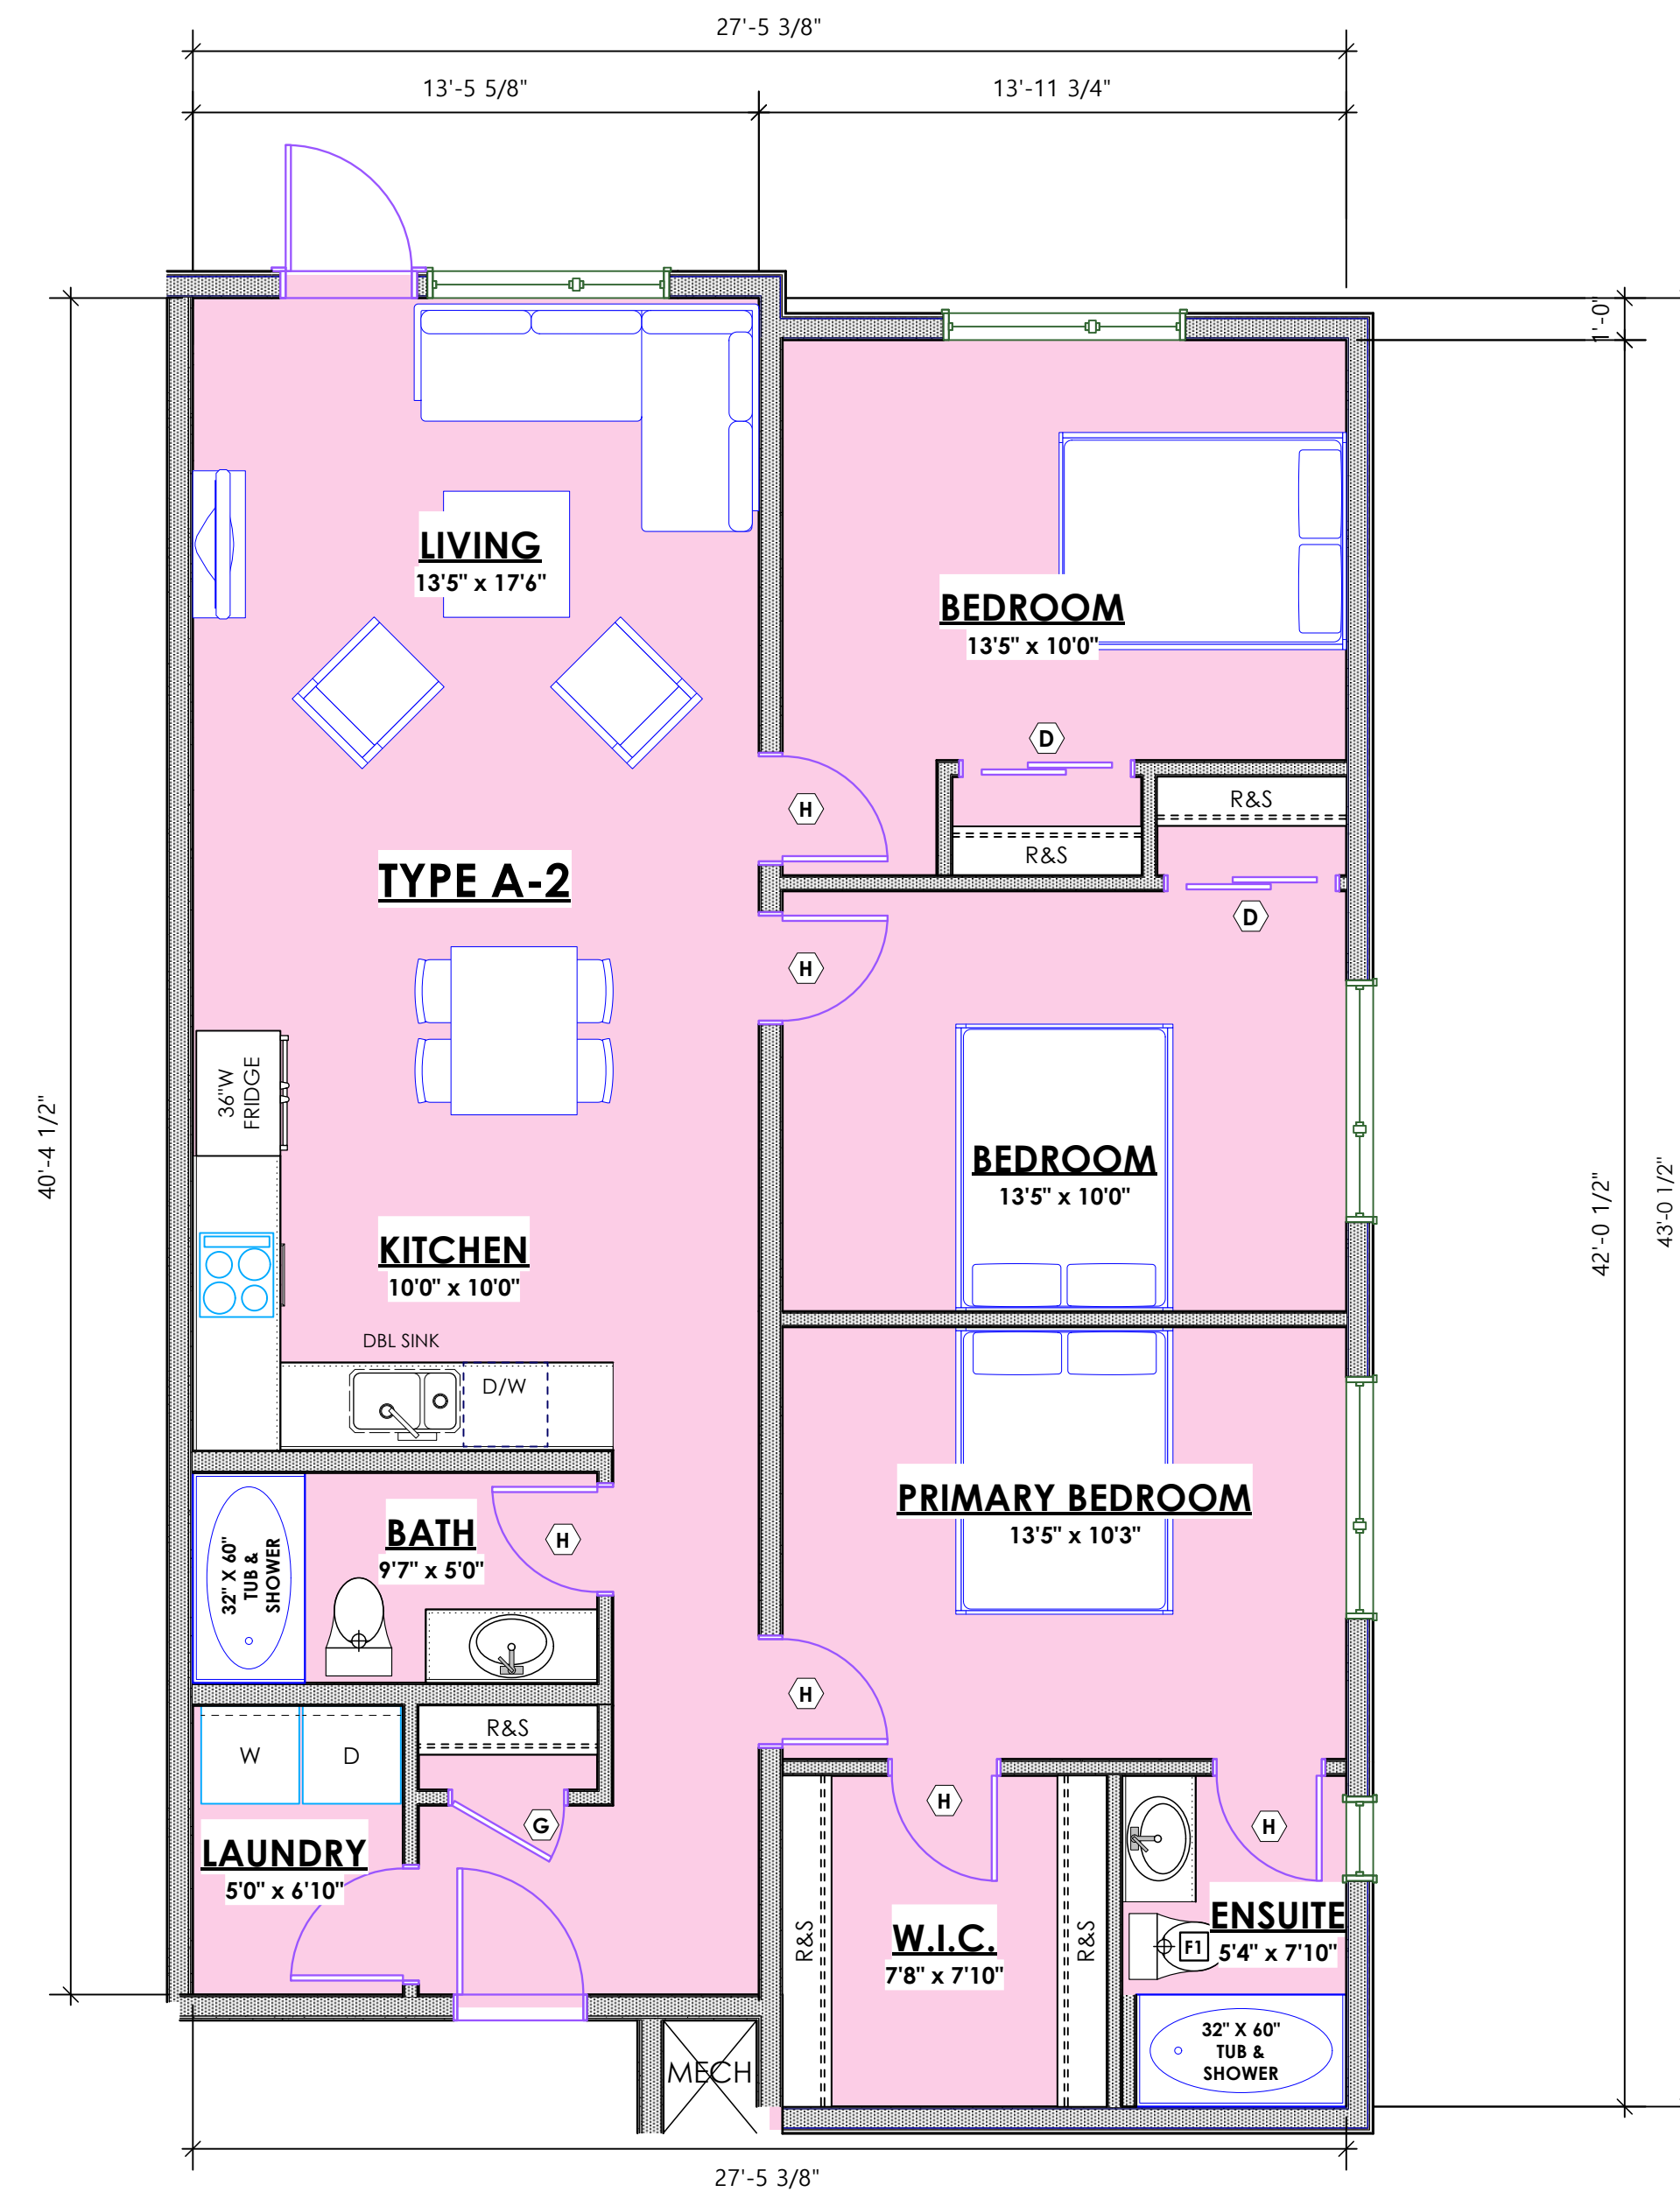 27'-5 3/8"
13'-5 5/8"
13'-11 3/4"
1'-0"
LIVING
13'5" x 17'6"
BEDROOM
13'5" x 10'0"
D
H
R&S
R&S
TYPE A-2
D
H
36"W
FRIDGE
40'-4 1/2"
BEDROOM
13'5" x 10'0"
42'-0 1/2"
43'-0 1/2"
KITCHEN
10'0" x 10'0"
DBL SINK
D/W
PRIMARY BEDROOM
13'5" x 10'3"
BATH
9'7" x 5'0"
H
32" X 60"
TUB &
SHOWER
H
R&S
W
D
G
H
H
LAUNDRY
5'0" x 6'10"
R&S
W.I.C.
7'8" x 7'10"
R&S
ENSUITE
5'4" x 7'10"
F1
32" X 60"
TUB &
SHOWER
MECH
27'-5 3/8"